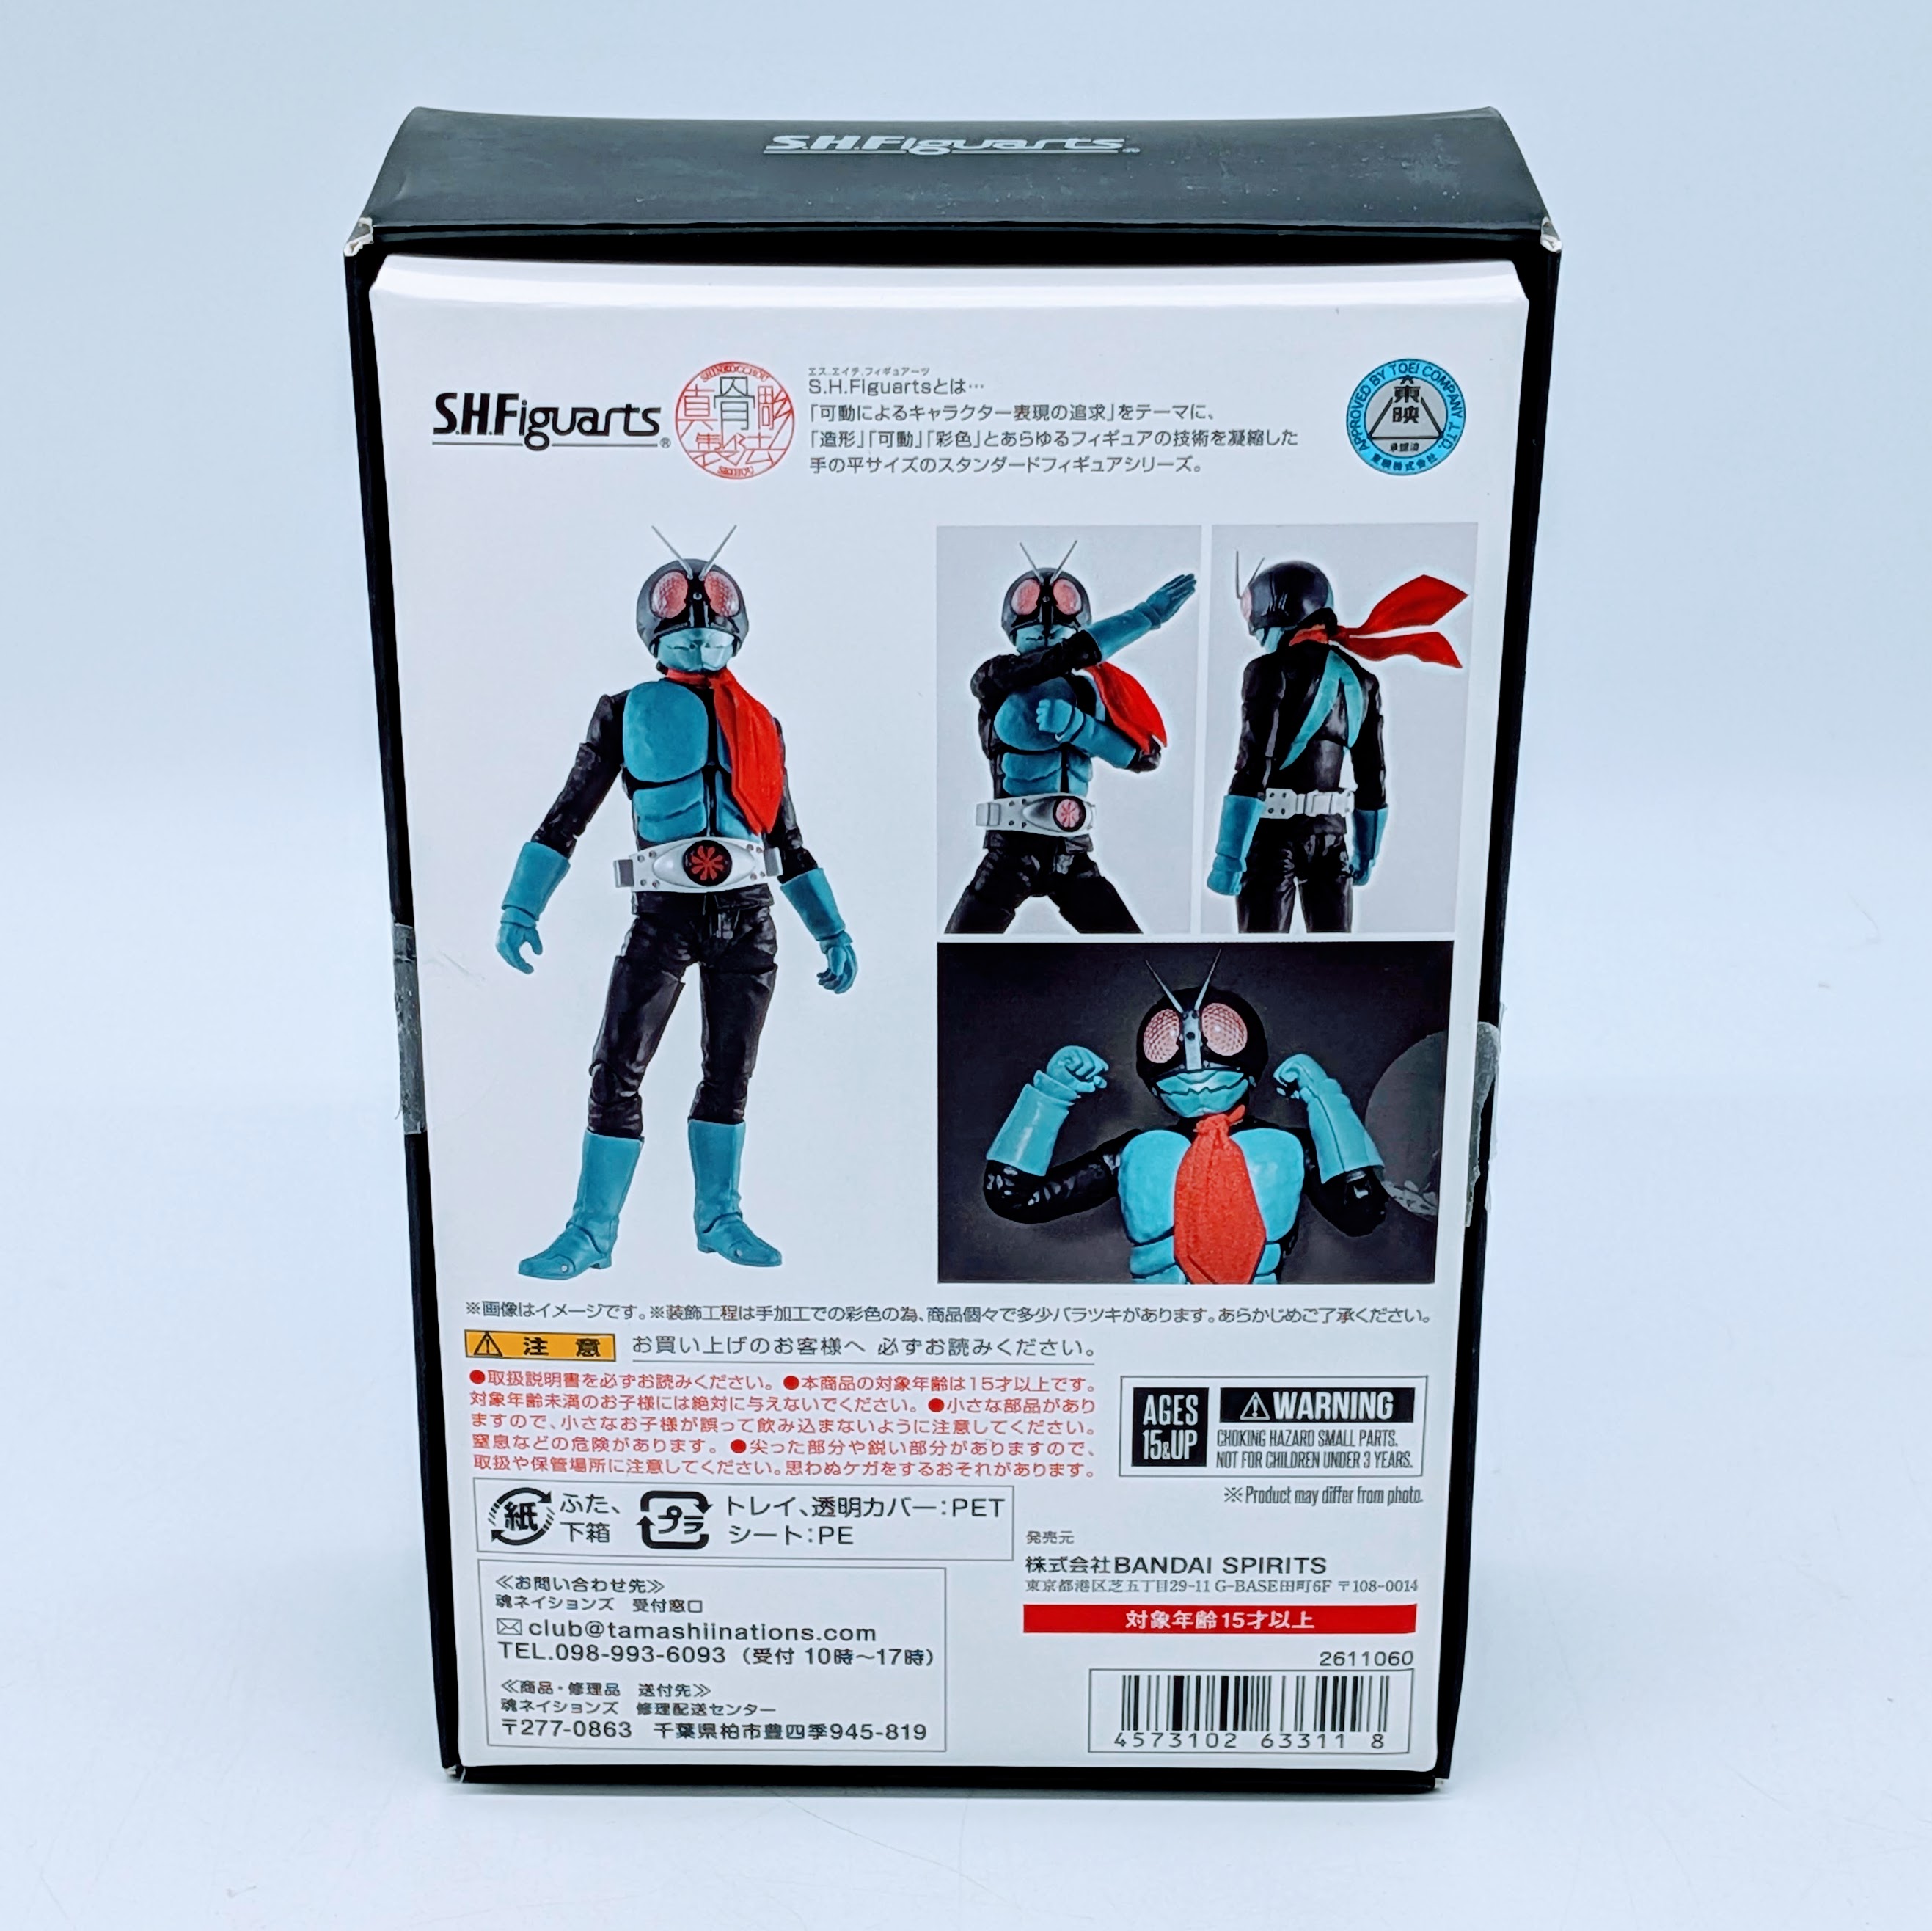 S.H.Figuarts
S.H.Figuarts®
SHINKOCCHOU
真骨彫
製法
SEIHOU
エス.エイチ.フィギュアーツ
S.H.Figuartsとは…
「可動によるキャラクター表現の追求」をテーマに、
「造形」「可動」「彩色」とあらゆるフィギュアの技術を凝縮した
手の平サイズのスタンダードフィギュアシリーズ。
APPROVED BY TOEI COMPANY ,LTD.
東映
東映株式会社
※画像はイメージです。※装飾工程は手加工での彩色の為、商品個々で多少バラツキがあります。あらかじめご了承ください。
⚠注意 お買い上げのお客様へ 必ずお読みください。
●取扱説明書を必ずお読みください。●本商品の対象年齢は15才以上です。
対象年齢未満のお子様には絶対に与えないでください。●小さな部品があり
ますので、小さなお子様が誤って飲み込まないように注意してください。
窒息などの危険があります。●尖った部分や鋭い部分がありますので、
取扱や保管場所に注意してください。思わぬケガをするおそれがあります。
AGES
15&UP
⚠WARNING
CHOKING HAZARD SMALL PARTS.
NOT FOR CHILDREN UNDER 3 YEARS.
※Product may differ from photo.
紙 ふた、
下箱
プラ トレイ、透明カバー:PET
シート:PE
発売元
株式会社BANDAI SPIRITS
東京都港区芝五丁目29-11 G-BASE田町6F 〒108-0014
対象年齢15才以上
≪お問い合わせ先≫
魂ネイションズ 受付窓口
club@tamashiinations.com
TEL.098-993-6093（受付 10時～17時）
≪商品・修理品 送付先≫
魂ネイションズ 修理配送センター
〒277-0863 千葉県柏市豊四季945-819
2611060
4573102 63311 8